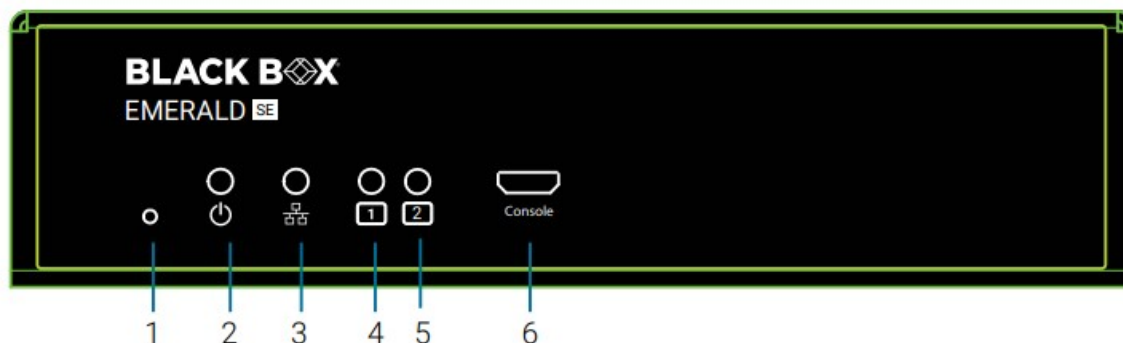 BLACK BOX
EMERALD SE
1 2
Console
1 2 3 4 5 6